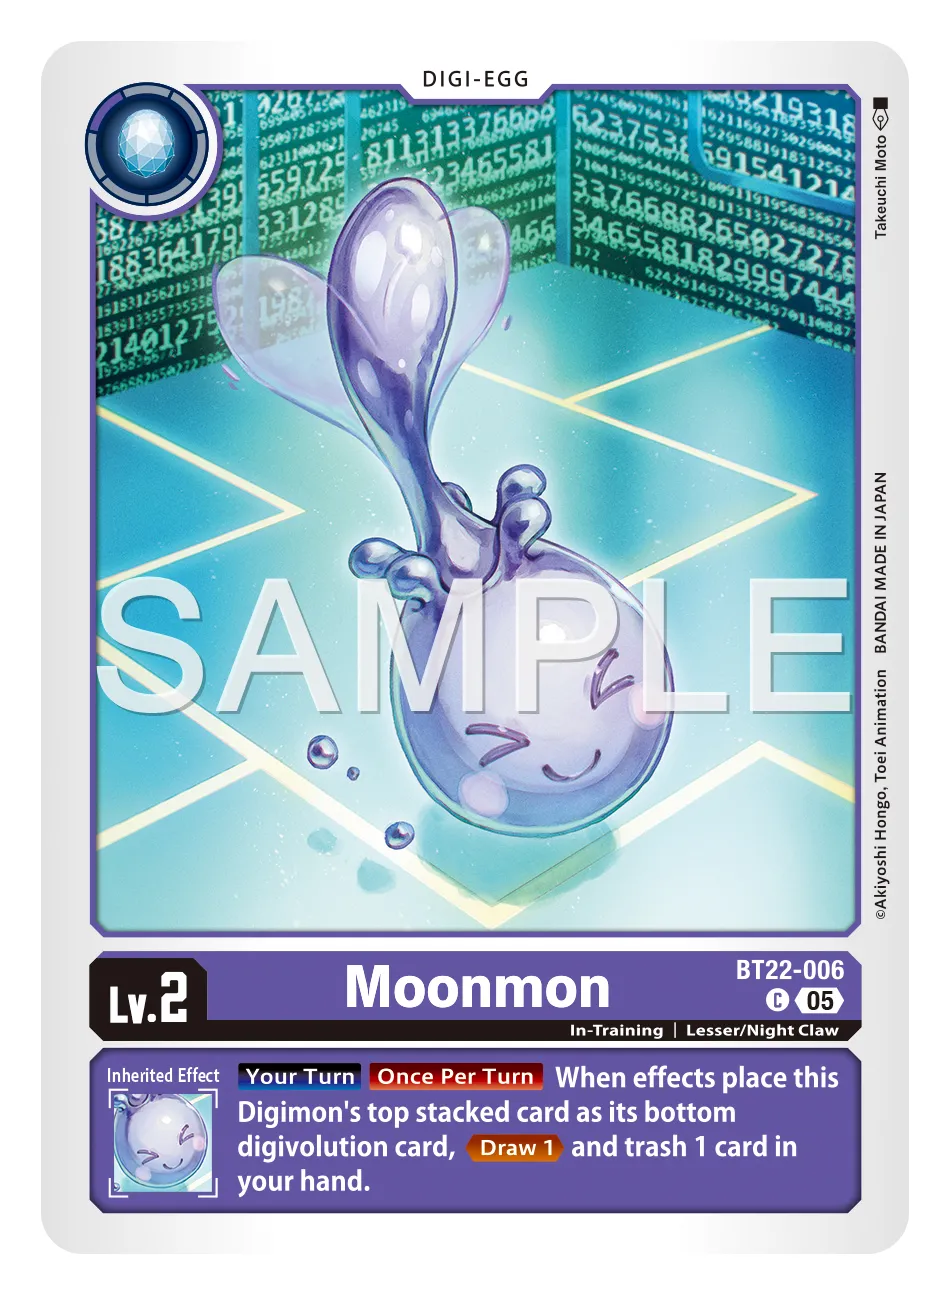 DIGI-EGG
Takeuchi Moto
BANDAI MADE IN JAPAN
©Akiyoshi Hongo, Toei Animation
SAMPLE
Lv.2
Moonmon
BT22-006
C 05
In-Training | Lesser/Night Claw
Inherited Effect
Your Turn Once Per Turn When effects place this
Digimon's top stacked card as its bottom
digivolution card, Draw 1 and trash 1 card in
your hand.